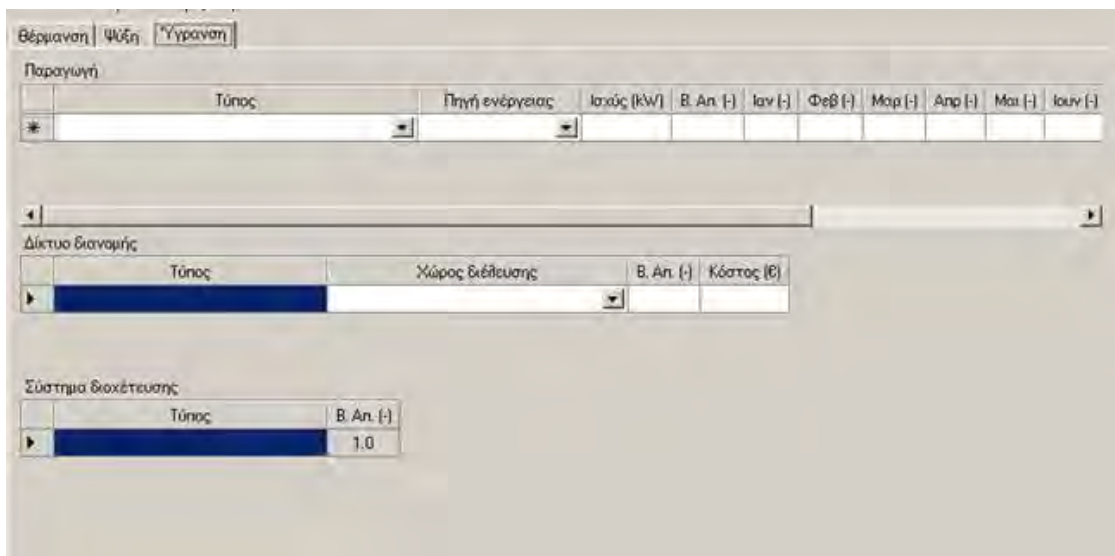 Θέρμανση Ψύξη Ύγρανση
Παραγωγή
Τύπος Πηγή ενέργειας Ισχύς (kW) Β. Απ. (-) Ιαν (-) Φεβ (-) Μαρ (-) Απρ (-) Μαι (-) Ιουν (-)
Δίκτυο διανομής
Τύπος Χώρος διέλευσης Β. Απ. (-) Κόστος (€)
Σύστημα διοχέτευσης
Τύπος Β. Απ. (-)
1.0